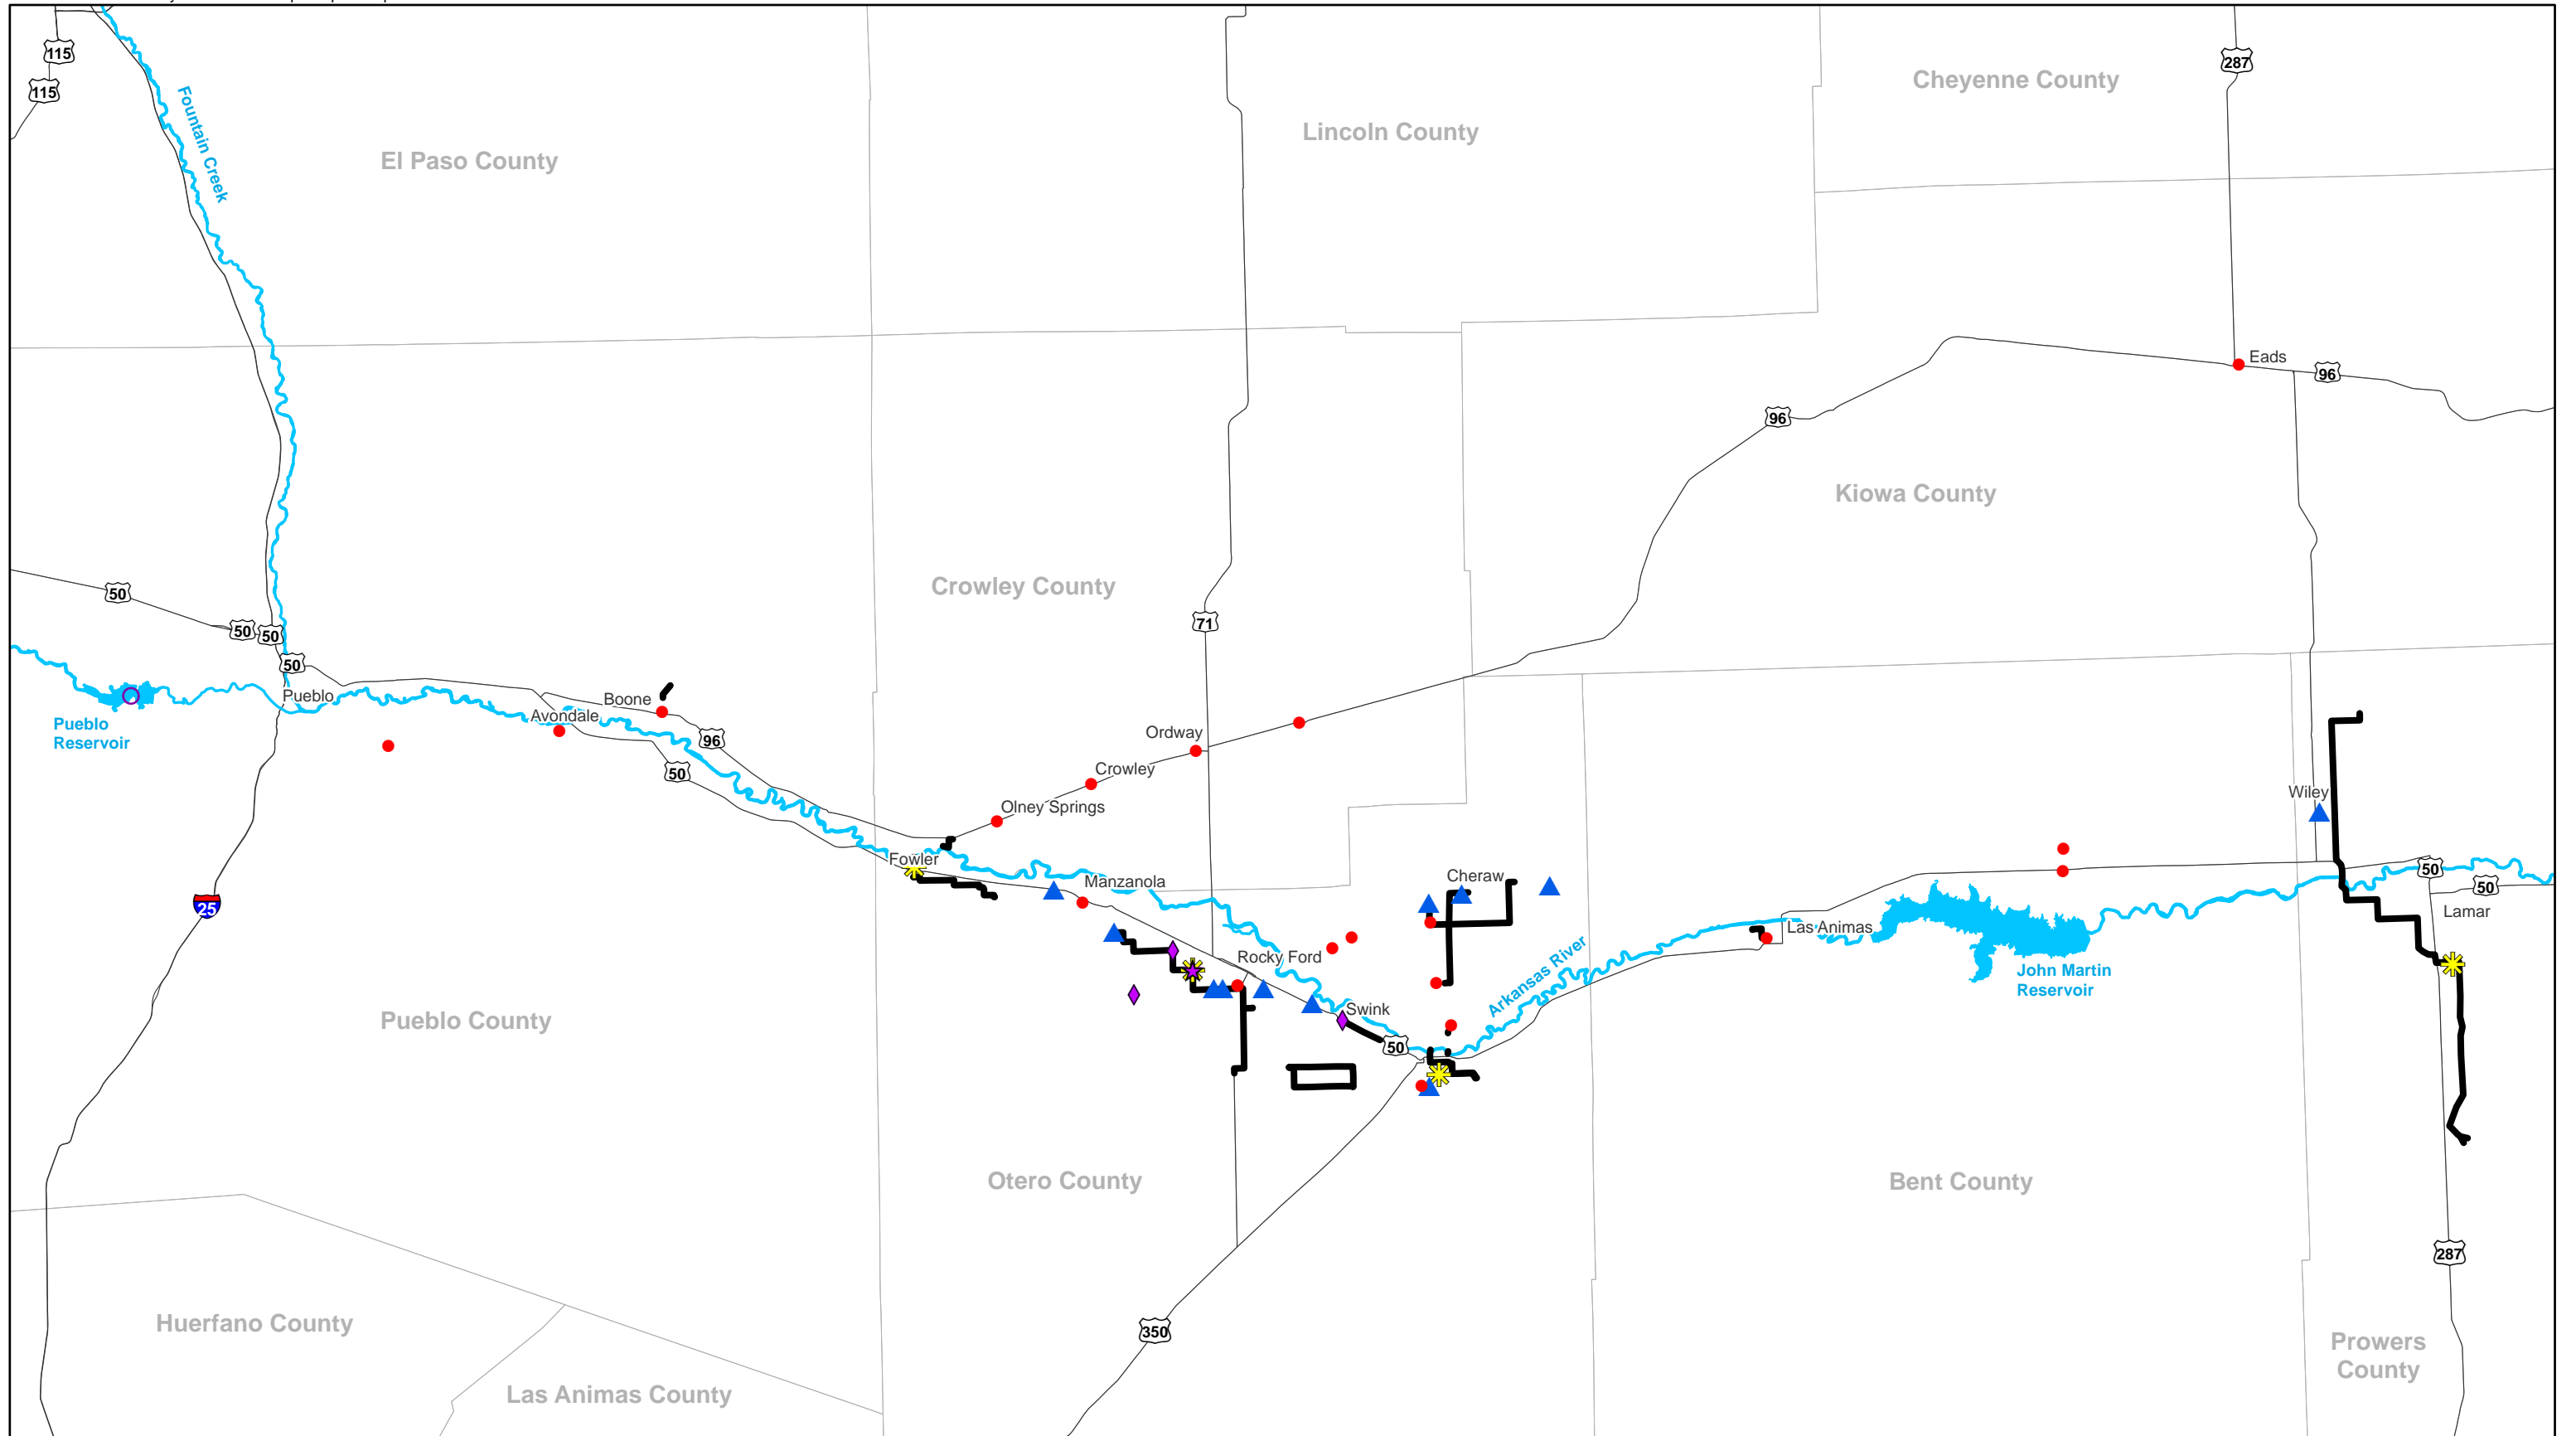 115
115
Fountain Creek
El Paso County
Lincoln County
Cheyenne County
287
Eads
96
96
Kiowa County
Crowley County
71
50
50
50
50
Pueblo
Pueblo
Reservoir
Boone
Avondale
96
50
Ordway
Crowley
Olney Springs
Fowler
Manzanola
Cheraw
Wiley
50
50
Lamar
25
Rocky Ford
Swink
50
Arkansas River
Las Animas
John Martin
Reservoir
Pueblo County
Otero County
Bent County
287
Huerfano County
350
Prowers
County
Las Animas County